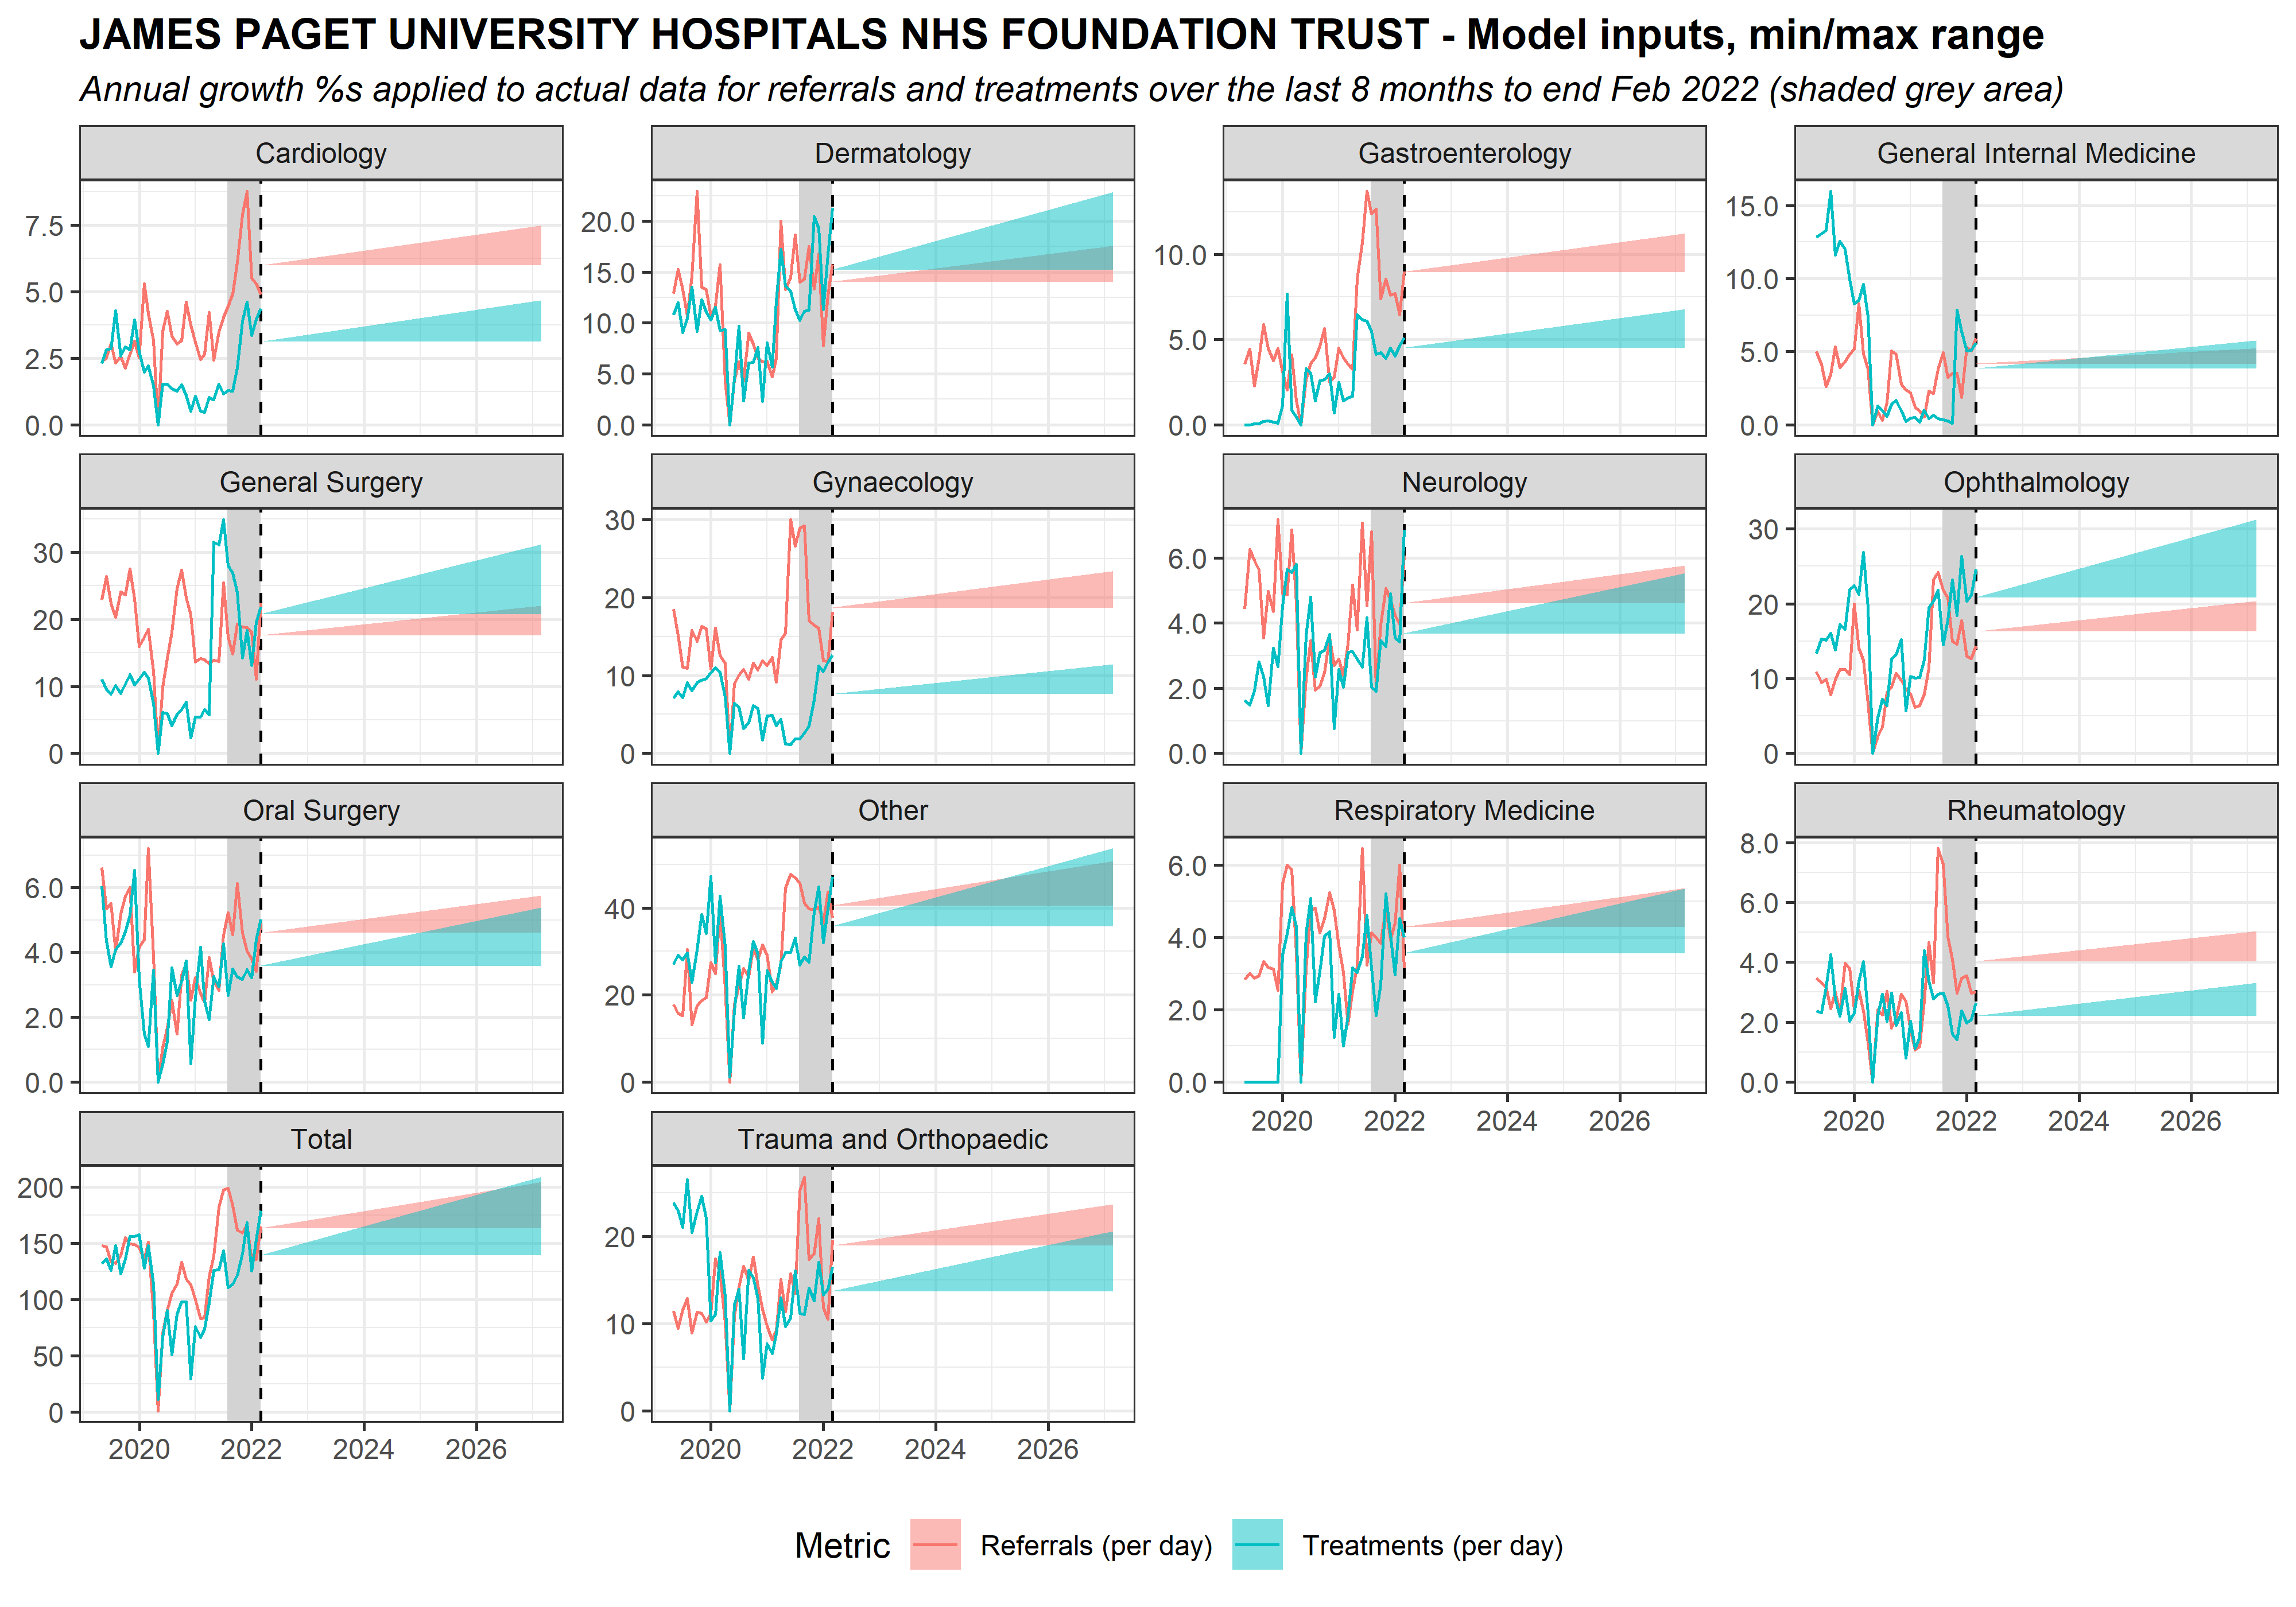 JAMES PAGET UNIVERSITY HOSPITALS NHS FOUNDATION TRUST - Model inputs, min/max range
Annual growth %s applied to actual data for referrals and treatments over the last 8 months to end Feb 2022 (shaded grey area)
Cardiology
7.5
5.0
2.5
0.0
Dermatology
20.0
15.0
10.0
5.0
0.0
Gastroenterology
10.0
5.0
0.0
General Internal Medicine
15.0
10.0
5.0
0.0
General Surgery
30
20
10
0
Gynaecology
30
20
10
0
Neurology
6.0
4.0
2.0
0.0
Ophthalmology
30
20
10
0
Oral Surgery
6.0
4.0
2.0
0.0
Other
40
20
0
Respiratory Medicine
6.0
4.0
2.0
0.0
2020 2022 2024 2026
Rheumatology
8.0
6.0
4.0
2.0
0.0
2020 2022 2024 2026
Total
200
150
100
50
0
2020 2022 2024 2026
Trauma and Orthopaedic
20
10
0
2020 2022 2024 2026
Metric Referrals (per day) Treatments (per day)